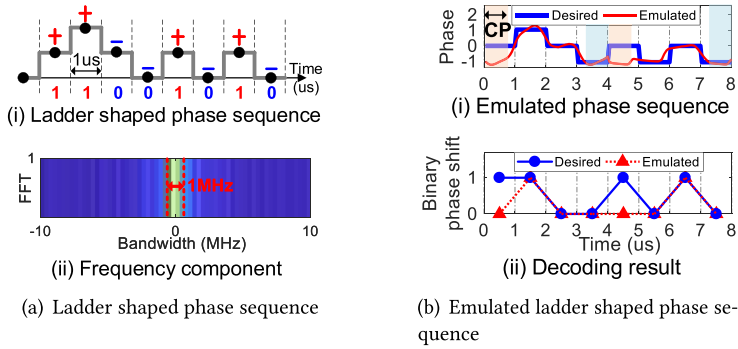 + + − − + − + −
1us
Time
(us)
1 1 0 0 1 0 1 0
(i) Ladder shaped phase sequence
FFT
1
1MHz
-10 0 10
Bandwidth (MHz)
(ii) Frequency component
(a) Ladder shaped phase sequence
Phase
2
1
0
-1
CP
Desired Emulated
0 1 2 3 4 5 6 7 8
(i) Emulated phase sequence
Binary
phase shift
1
0
Desired Emulated
0 1 2 3 4 5 6 7 8
Time (us)
(ii) Decoding result
(b) Emulated ladder shaped phase se-
quence